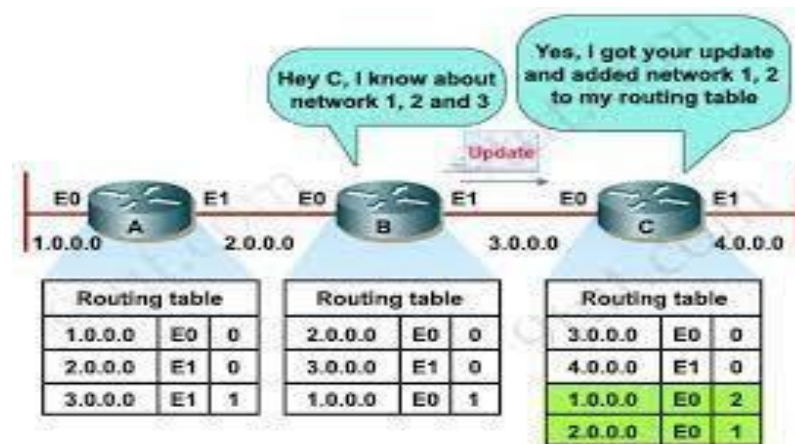 Hey C, I know about
network 1, 2 and 3
Yes, I got your update
and added network 1, 2
to my routing table
Update
E0 E1 E0 E1 E0 E1
A B C
1.0.0.0 2.0.0.0 3.0.0.0 4.0.0.0
Routing table
1.0.0.0 E0 0
2.0.0.0 E1 0
3.0.0.0 E1 1
Routing table
2.0.0.0 E0 0
3.0.0.0 E1 0
1.0.0.0 E0 1
Routing table
3.0.0.0 E0 0
4.0.0.0 E1 0
1.0.0.0 E0 2
2.0.0.0 E0 1